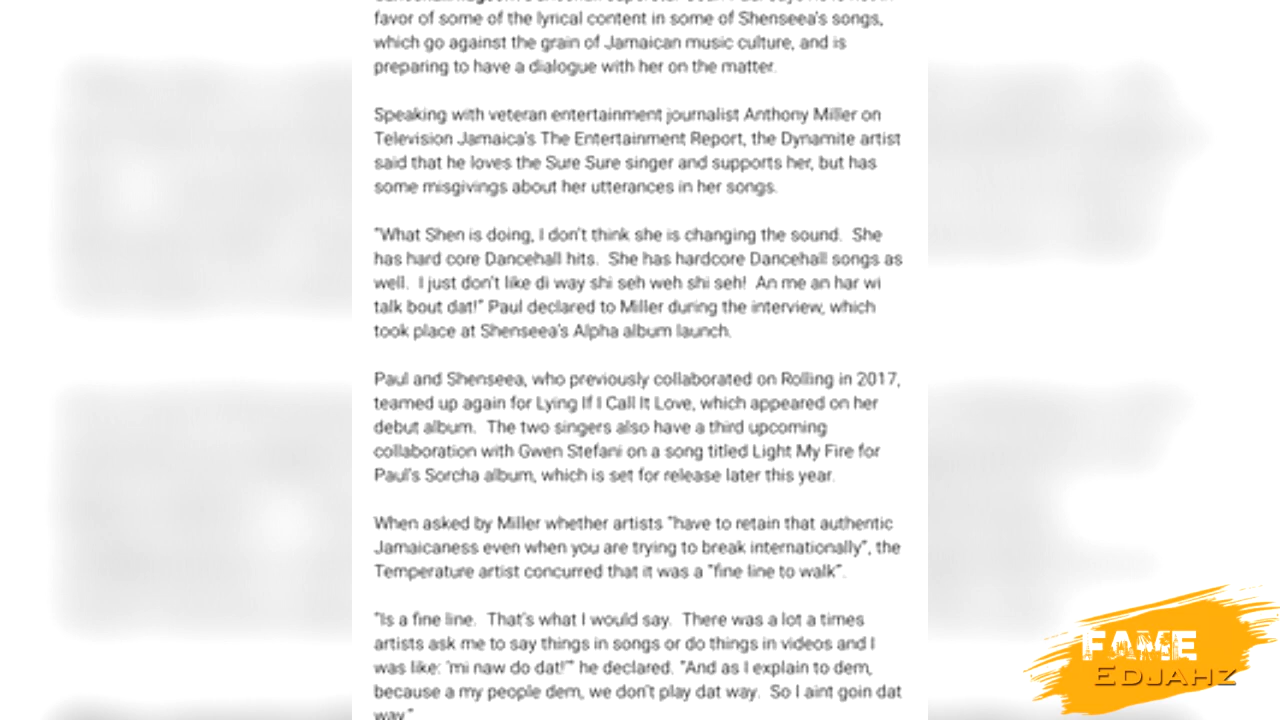 favor of some of the lyrical content in some of Shenseea's songs,
which go against the grain of Jamaican music culture, and is
preparing to have a dialogue with her on the matter.
Speaking with veteran entertainment journalist Anthony Miller on
Television Jamaica's The Entertainment Report, the Dynamite artist
said that he loves the Sure Sure singer and supports her, but has
some misgivings about her utterances in her songs.
"What Shen is doing, I don't think she is changing the sound. She
has hard core Dancehall hits. She has hardcore Dancehall songs as
well. I just don't like di way shi seh weh shi seh! An me an har wi
talk bout dat!" Paul declared to Miller during the interview, which
took place at Shenseea's Alpha album launch.
Paul and Shenseea, who previously collaborated on Rolling in 2017,
teamed up again for Lying If I Call It Love, which appeared on her
debut album. The two singers also have a third upcoming
collaboration with Gwen Stefani on a song titled Light My Fire for
Paul's Sorcha album, which is set for release later this year.
When asked by Miller whether artists "have to retain that authentic
Jamaicaness even when you are trying to break internationally", the
Temperature artist concurred that it was a "fine line to walk".
"Is a fine line. That's what I would say. There was a lot a times
artists ask me to say things in songs or do things in videos and I
was like: 'mi naw do dat!'" he declared. "And as I explain to dem,
because a my people dem, we don't play dat way. So I aint goin dat
way."
FAME
EDJAHZ